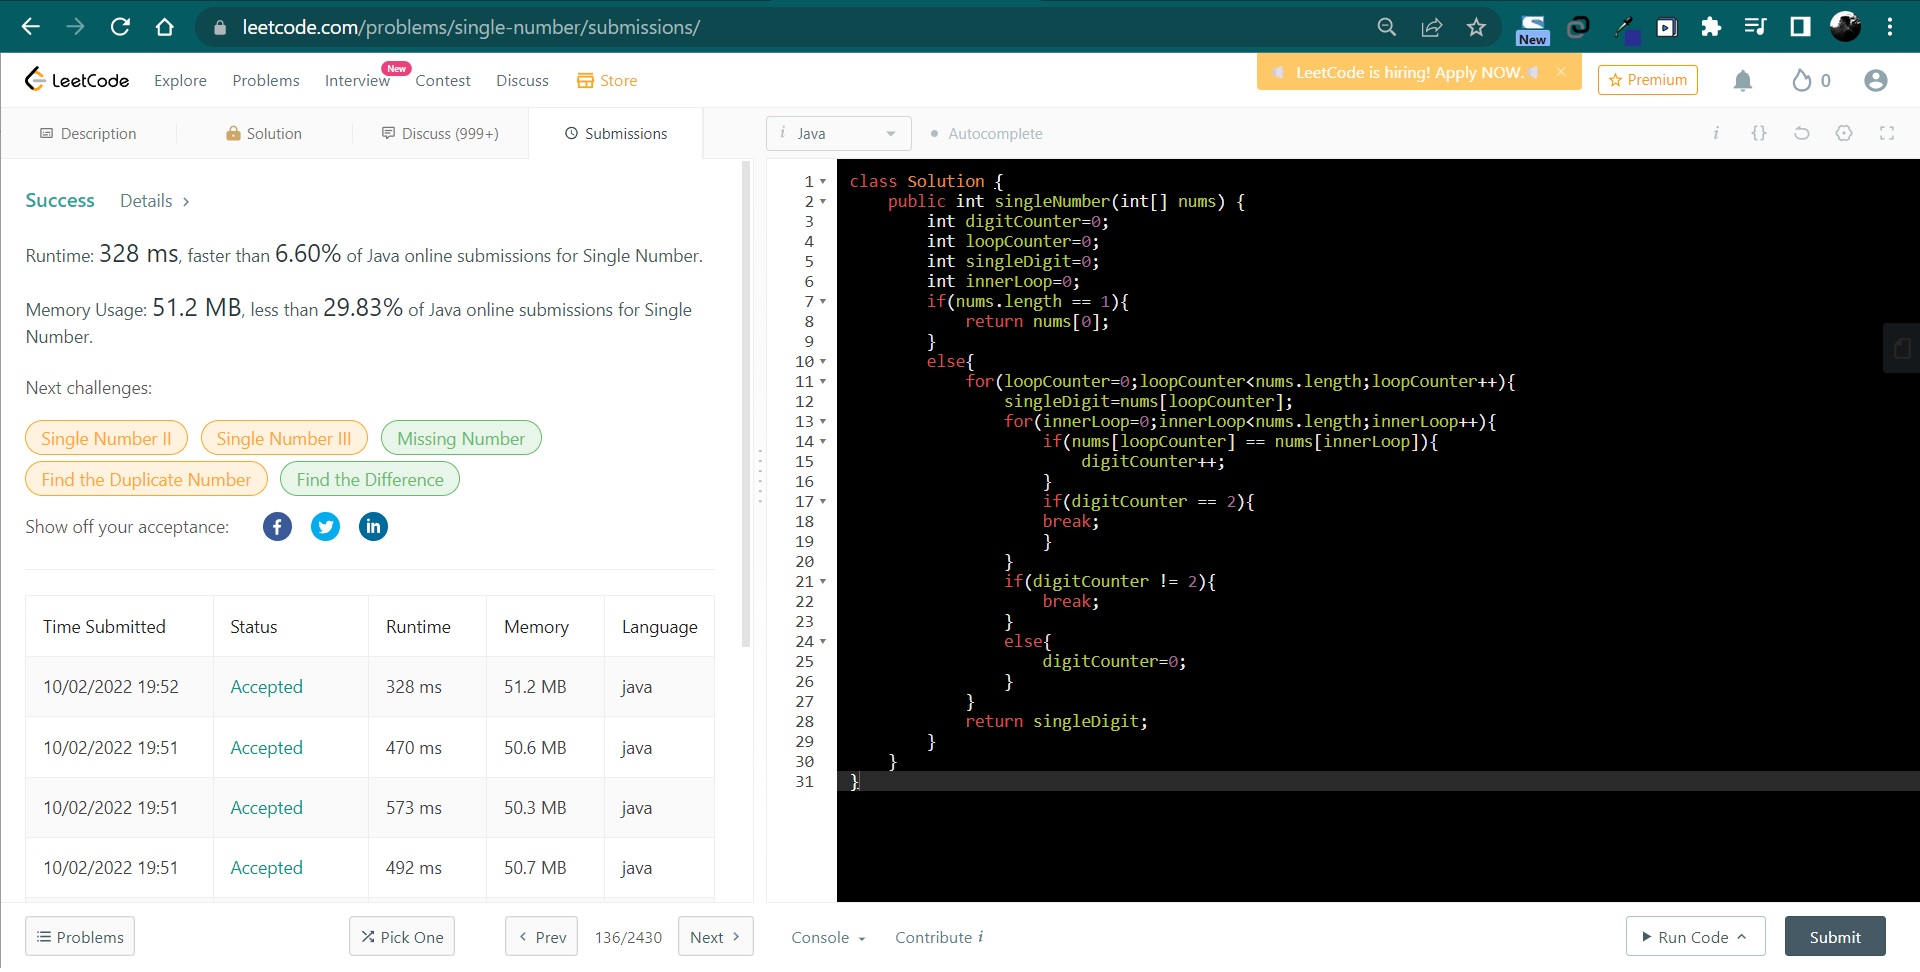 leetcode.com/problems/single-number/submissions/
New
LeetCode
Explore
Problems
Interview
New
Contest
Discuss
Store
LeetCode is hiring! Apply NOW.
Premium
0
Description
Solution
Discuss (999+)
Submissions
i Java
Autocomplete
Success
Details >
Runtime: 328 ms, faster than 6.60% of Java online submissions for Single Number.
Memory Usage: 51.2 MB, less than 29.83% of Java online submissions for Single
Number.
Next challenges:
Single Number II
Single Number III
Missing Number
Find the Duplicate Number
Find the Difference
Show off your acceptance:
Time Submitted Status Runtime Memory Language
10/02/2022 19:52 Accepted 328 ms 51.2 MB java
10/02/2022 19:51 Accepted 470 ms 50.6 MB java
10/02/2022 19:51 Accepted 573 ms 50.3 MB java
10/02/2022 19:51 Accepted 492 ms 50.7 MB java
1 class Solution {
2 public int singleNumber(int[] nums) {
3 int digitCounter=0;
4 int loopCounter=0;
5 int singleDigit=0;
6 int innerLoop=0;
7 if(nums.length == 1){
8 return nums[0];
9 }
10 else{
11 for(loopCounter=0;loopCounter<nums.length;loopCounter++){
12 singleDigit=nums[loopCounter];
13 for(innerLoop=0;innerLoop<nums.length;innerLoop++){
14 if(nums[loopCounter] == nums[innerLoop]){
15 digitCounter++;
16 }
17 if(digitCounter == 2){
18 break;
19 }
20 }
21 if(digitCounter != 2){
22 break;
23 }
24 else{
25 digitCounter=0;
26 }
27 }
28 return singleDigit;
29 }
30 }
31 }
Problems
Pick One
< Prev
136/2430
Next >
Console
Contribute i
Run Code
Submit